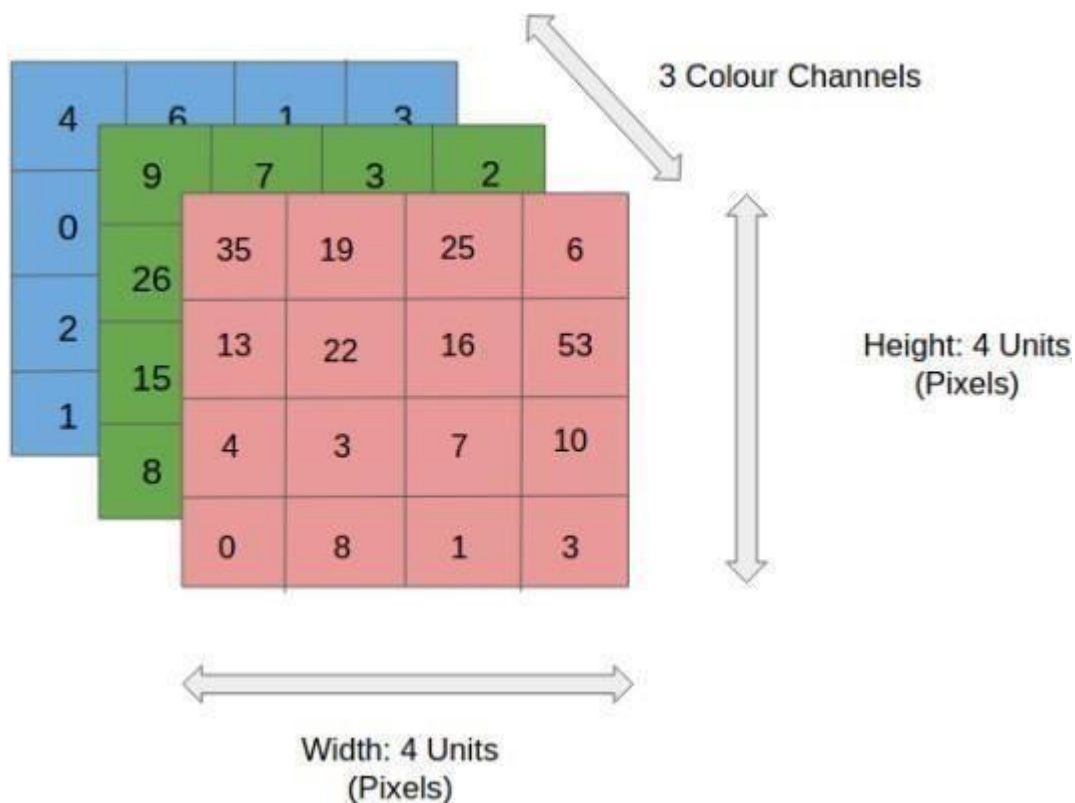 3 Colour Channels
4 6 1 3
9 7 3 2
35 19 25 6
0
26
13 22 16 53
Height: 4 Units
(Pixels)
2
15
4 3 7 10
1
8
0 8 1 3
Width: 4 Units
(Pixels)